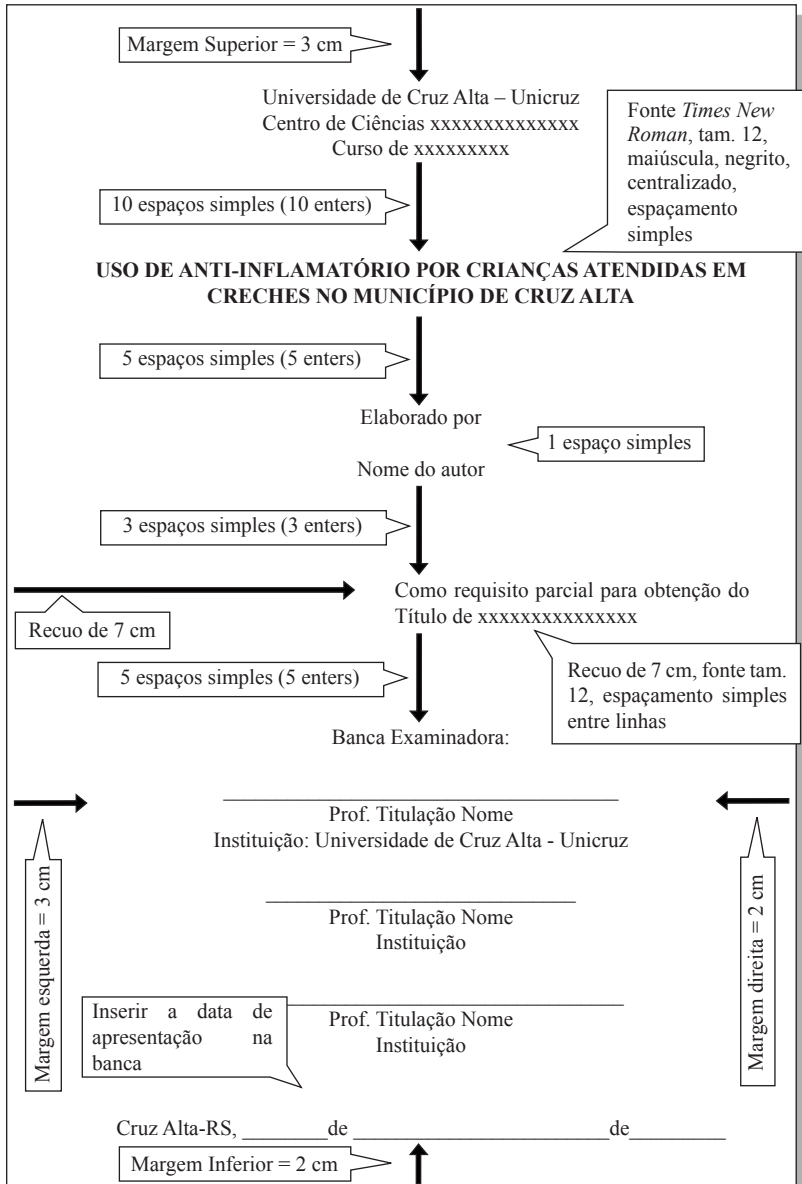 Margem Superior = 3 cm
Universidade de Cruz Alta – Unicruz
Centro de Ciências xxxxxxxxxxxxxx
Curso de xxxxxxxxx
Fonte Times New
Roman, tam. 12,
maiúscula, negrito,
centralizado,
espaçamento
simples
10 espaços simples (10 enters)
USO DE ANTI-INFLAMATÓRIO POR CRIANÇAS ATENDIDAS EM
CRECHES NO MUNICÍPIO DE CRUZ ALTA
5 espaços simples (5 enters)
Elaborado por
1 espaço simples
Nome do autor
3 espaços simples (3 enters)
Como requisito parcial para obtenção do
Título de xxxxxxxxxxxxxxx
Recuo de 7 cm
Recuo de 7 cm, fonte tam.
12, espaçamento simples
entre linhas
5 espaços simples (5 enters)
Banca Examinadora:
Prof. Titulação Nome
Instituição: Universidade de Cruz Alta - Unicruz
Margem esquerda = 3 cm
Margem direita = 2 cm
Prof. Titulação Nome
Instituição
Inserir a data de
apresentação na
banca
Prof. Titulação Nome
Instituição
Cruz Alta-RS, ________de ________________________de_________
Margem Inferior = 2 cm